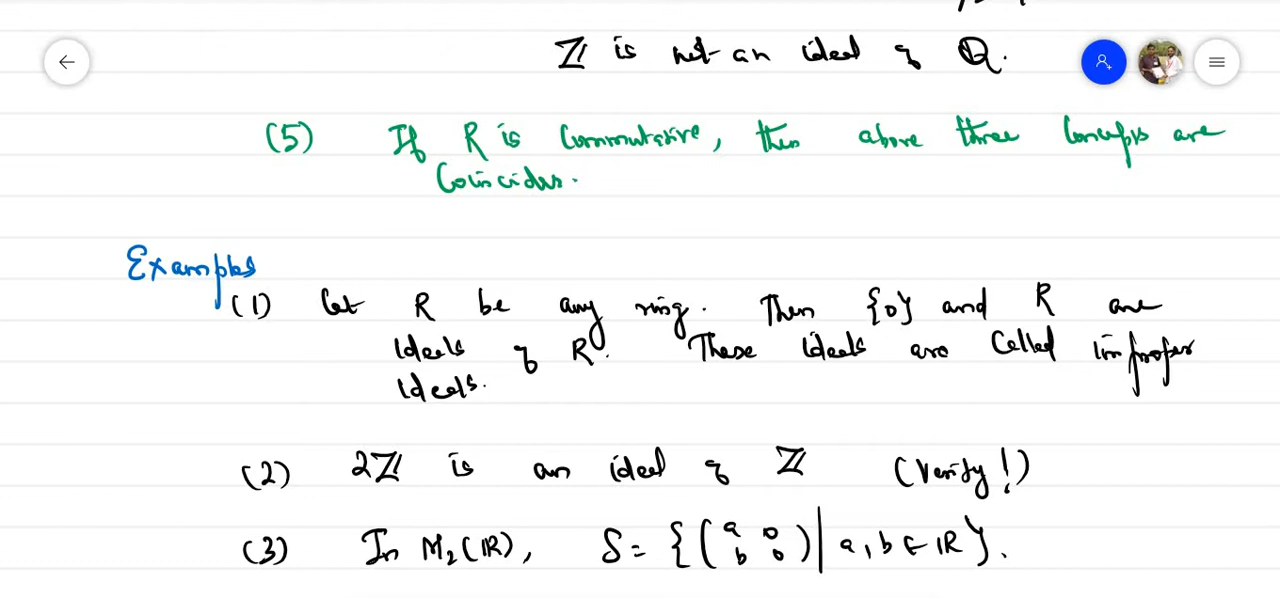 ℤ is not an ideal of ℚ.
(5) If R is Commutative, then above three Concepts are
Coincides.
Examples
(1) Let R be any ring. Then {0} and R are
Ideals of R. These Ideals are Called improper
Ideals.
(2) 2ℤ is an ideal of ℤ (Verify!)
(3) In M₂(ℝ), S = {(a 0
b 0) | a, b ∈ ℝ}.